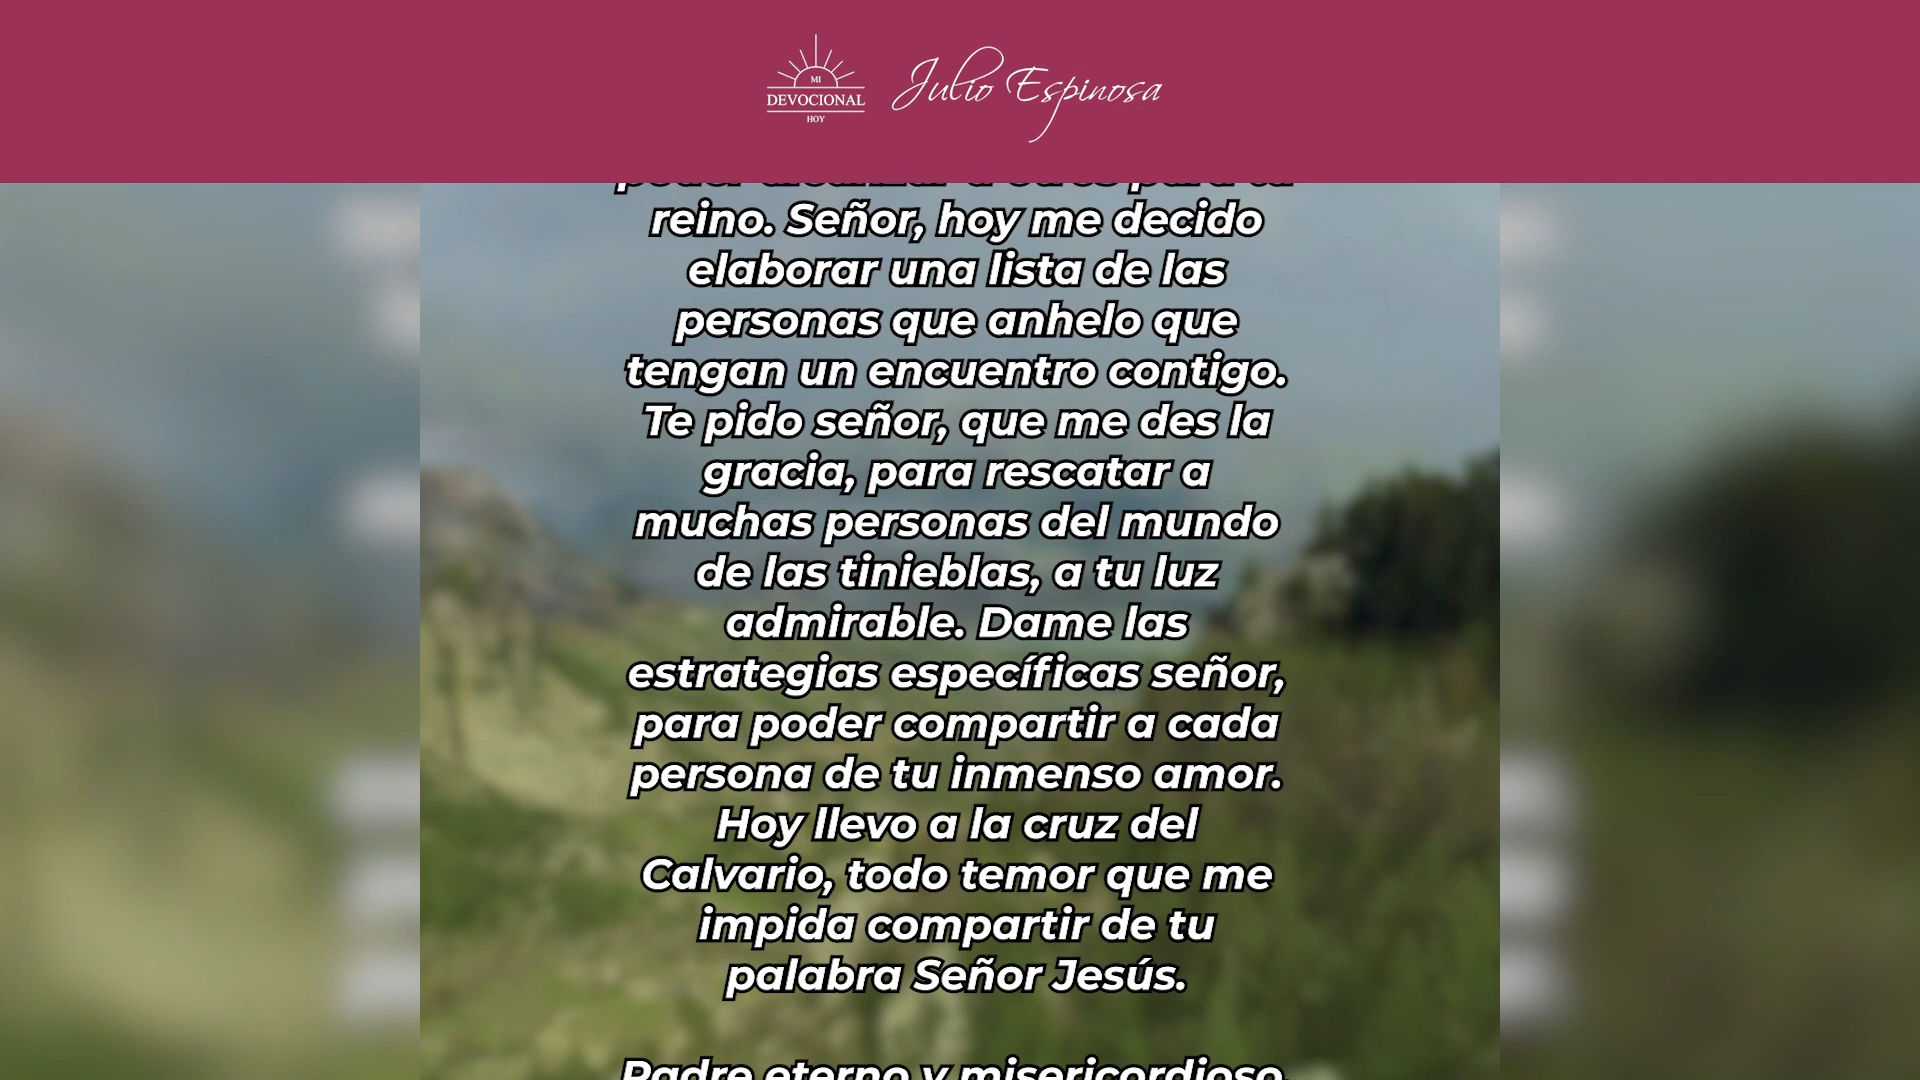 MI
DEVOCIONAL
HOY
Julio Espinosa
reino. Señor, hoy me decido
elaborar una lista de las
personas que anhelo que
tengan un encuentro contigo.
Te pido señor, que me des la
gracia, para rescatar a
muchas personas del mundo
de las tinieblas, a tu luz
admirable. Dame las
estrategias específicas señor,
para poder compartir a cada
persona de tu inmenso amor.
Hoy llevo a la cruz del
Calvario, todo temor que me
impida compartir de tu
palabra Señor Jesús.
Padre eterno y misericordioso,